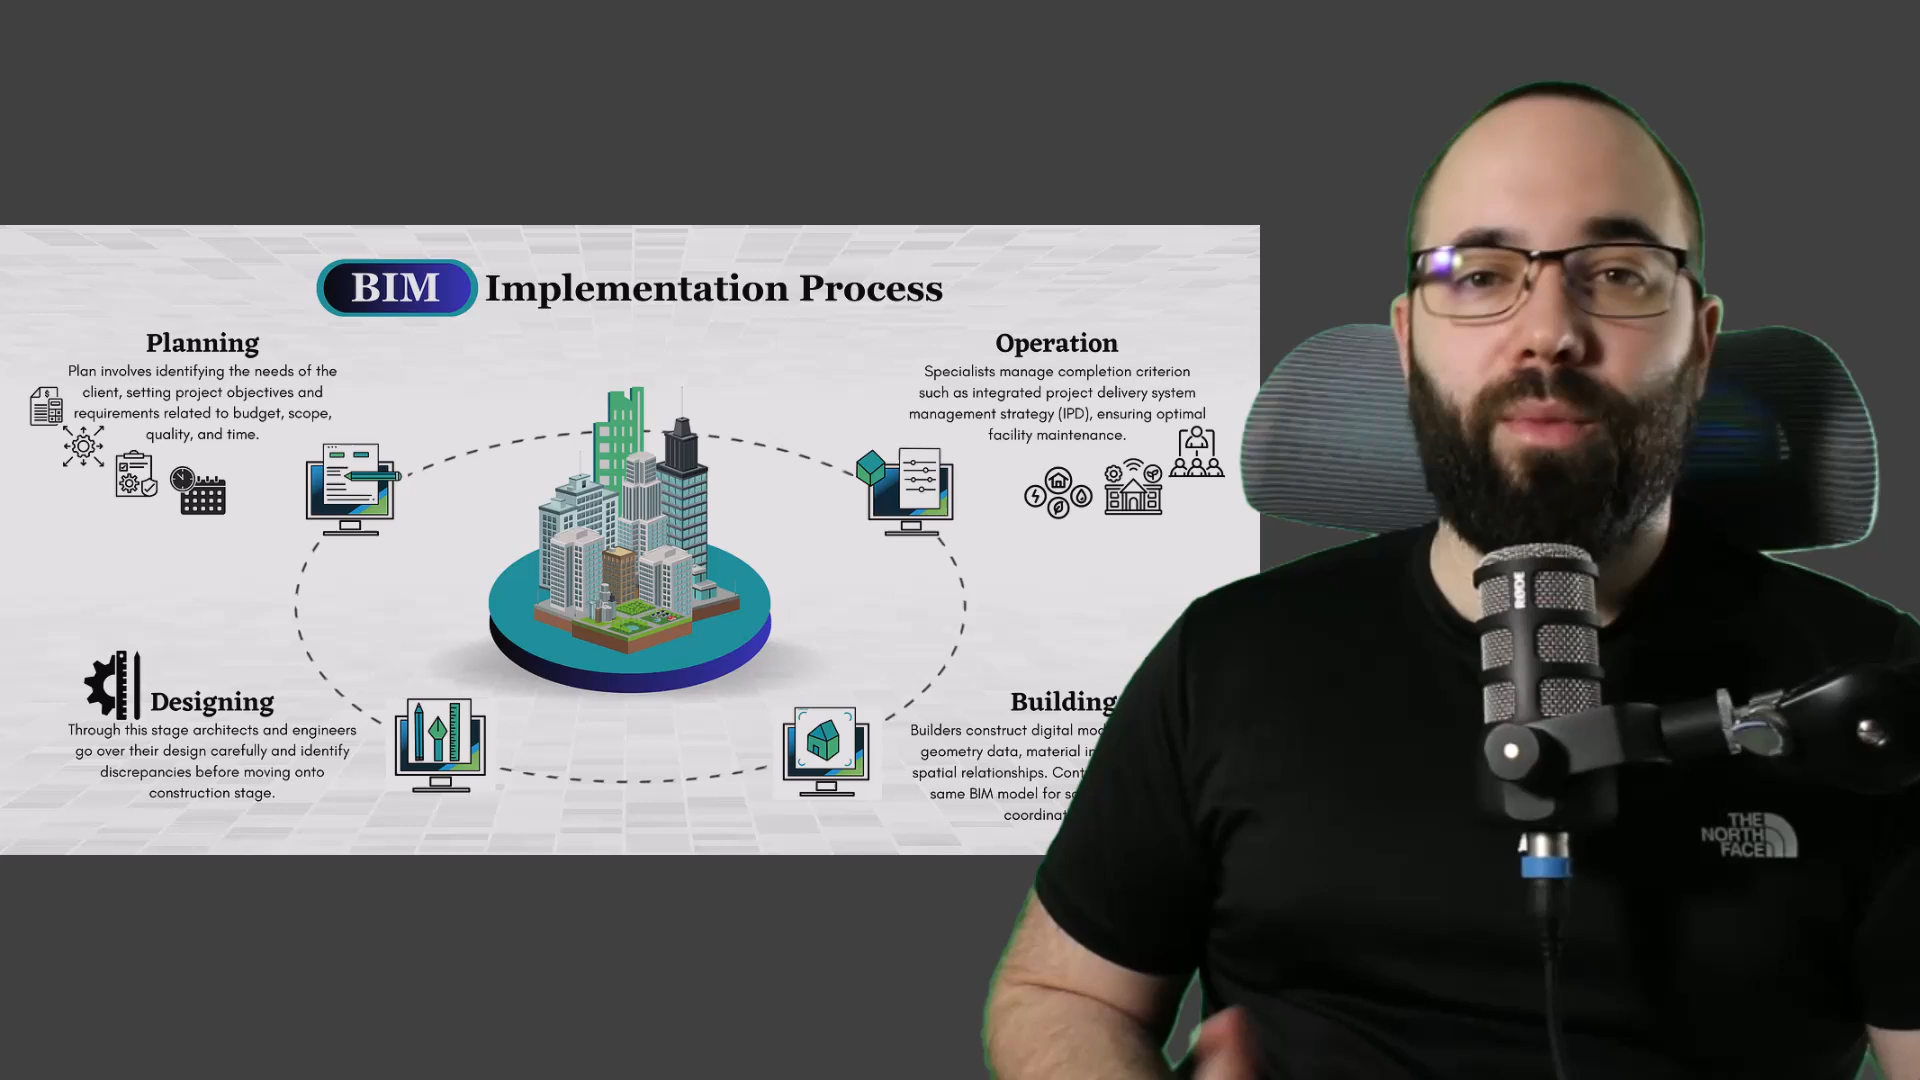 BIM Implementation Process
Planning
Plan involves identifying the needs of the
client, setting project objectives and
requirements related to budget, scope,
quality, and time.
Operation
Specialists manage completion criterion
such as integrated project delivery system
management strategy (IPD), ensuring optimal
facility maintenance.
Designing
Through this stage architects and engineers
go over their design carefully and identify
discrepancies before moving onto
construction stage.
Building
Builders construct digital
geometry data, material
spatial relationships.
same BIM model for
RØDE
THE
NORTH
FACE